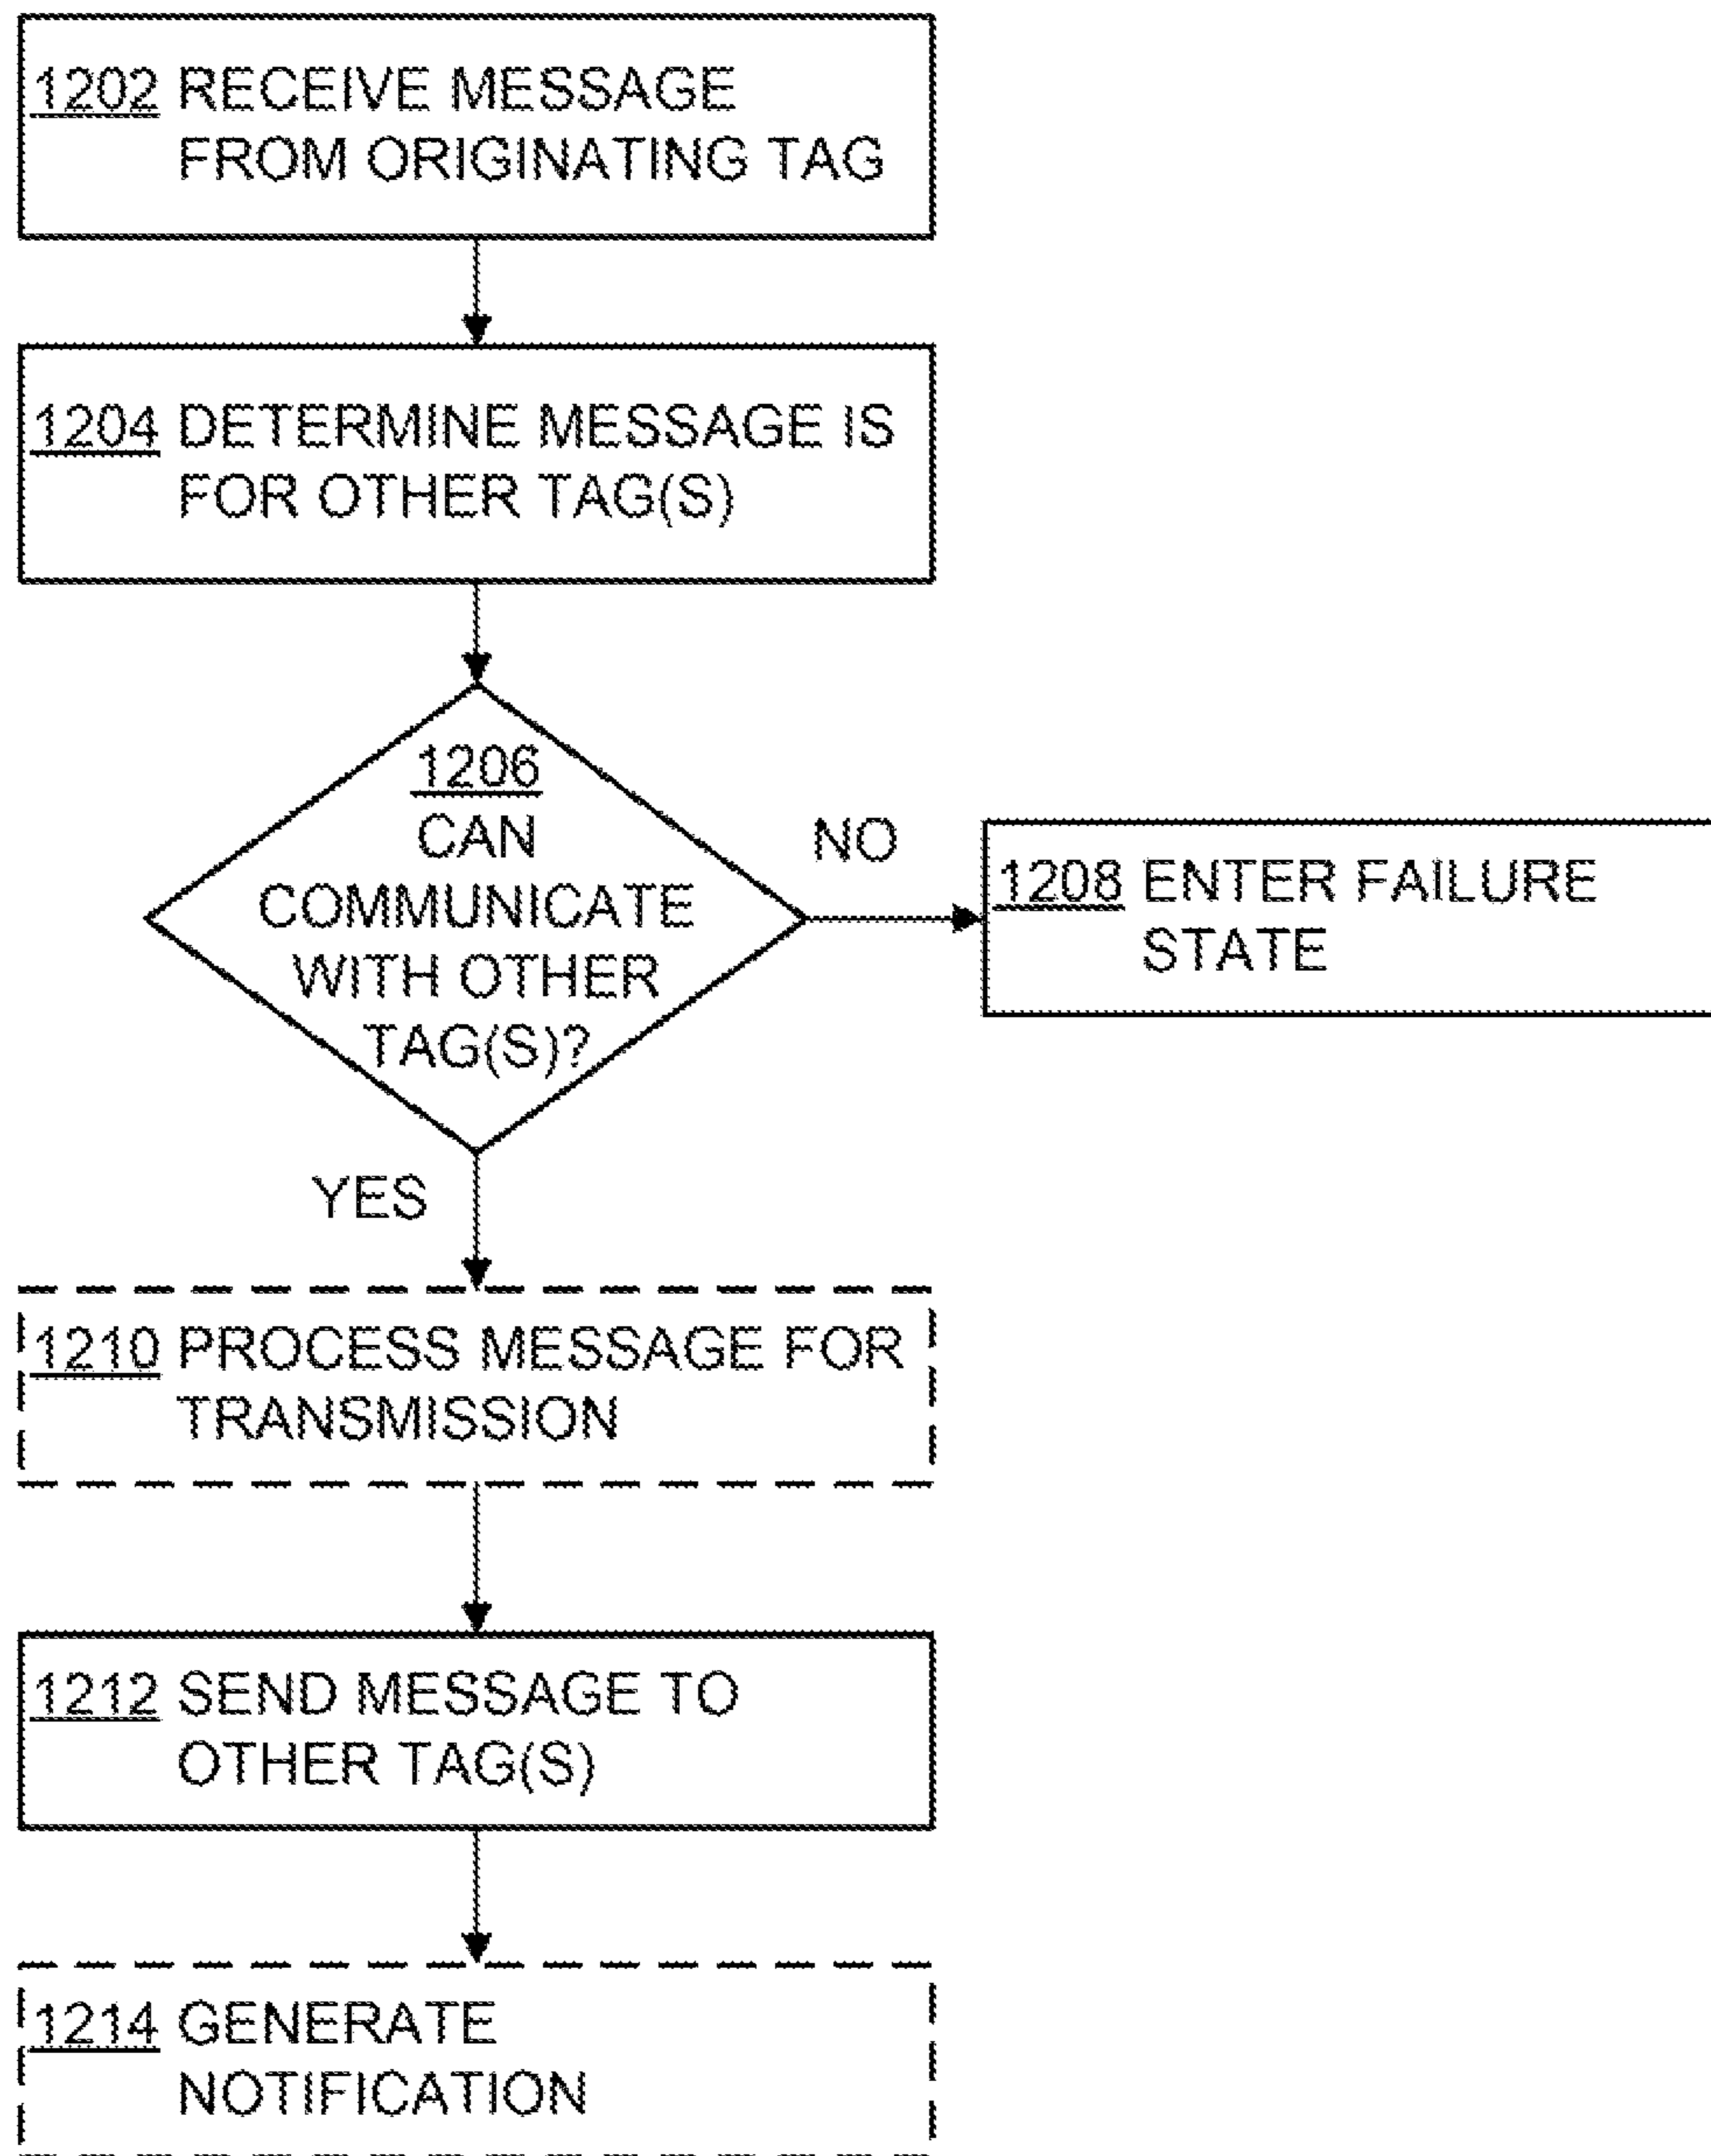 1202 RECEIVE MESSAGE
FROM ORIGINATING TAG
1204 DETERMINE MESSAGE IS
FOR OTHER TAG(S)
1206
CAN
COMMUNICATE
WITH OTHER
TAG(S)?
NO
1208 ENTER FAILURE
STATE
YES
1210 PROCESS MESSAGE FOR
TRANSMISSION
1212 SEND MESSAGE TO
OTHER TAG(S)
1214 GENERATE
NOTIFICATION